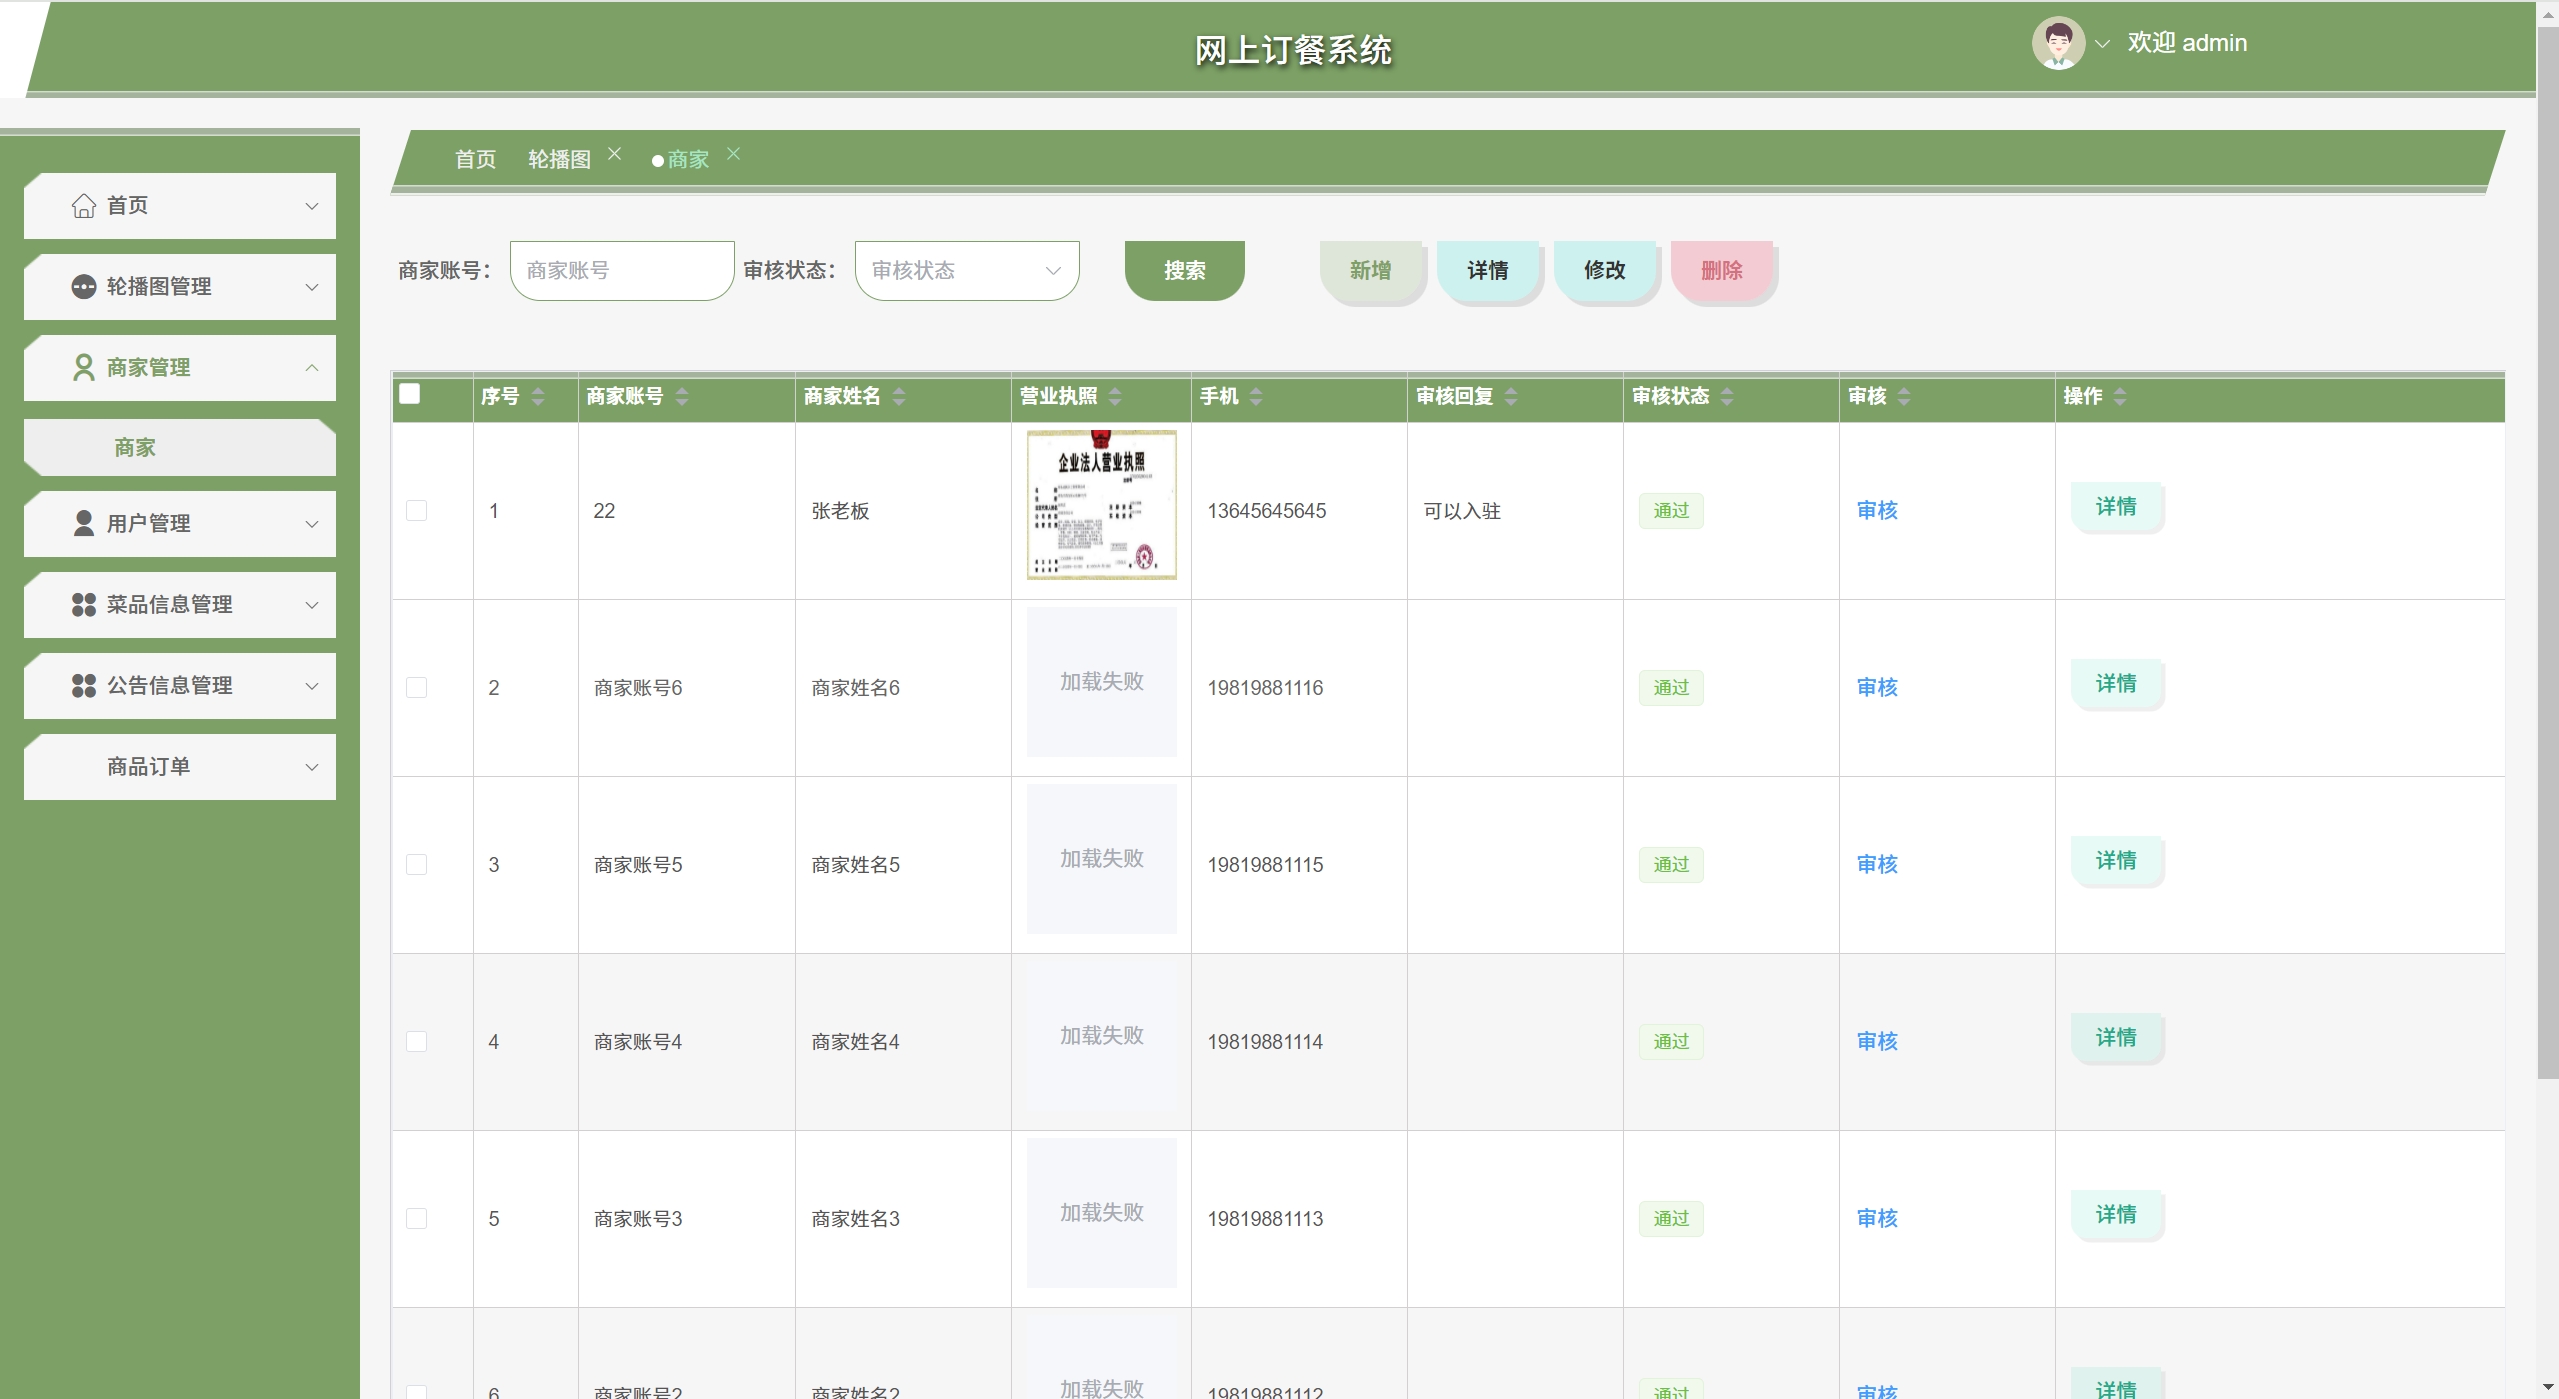 网上订餐系统
欢迎 admin
首页 轮播图 商家
首页
轮播图管理
商家管理
商家
用户管理
菜品信息管理
公告信息管理
商品订单
商家账号： 商家账号 审核状态： 审核状态 搜索 新增 详情 修改 删除
序号 商家账号 商家姓名 营业执照 手机 审核回复 审核状态 审核 操作
企业法人营业执照
1 22 张老板 13645645645 可以入驻 通过 审核 详情
2 商家账号6 商家姓名6 加载失败 19819881116 通过 审核 详情
3 商家账号5 商家姓名5 加载失败 19819881115 通过 审核 详情
4 商家账号4 商家姓名4 加载失败 19819881114 通过 审核 详情
5 商家账号3 商家姓名3 加载失败 19819881113 通过 审核 详情
6 商家账号2 商家姓名2 加载失败 19819881112 通过 审核 详情